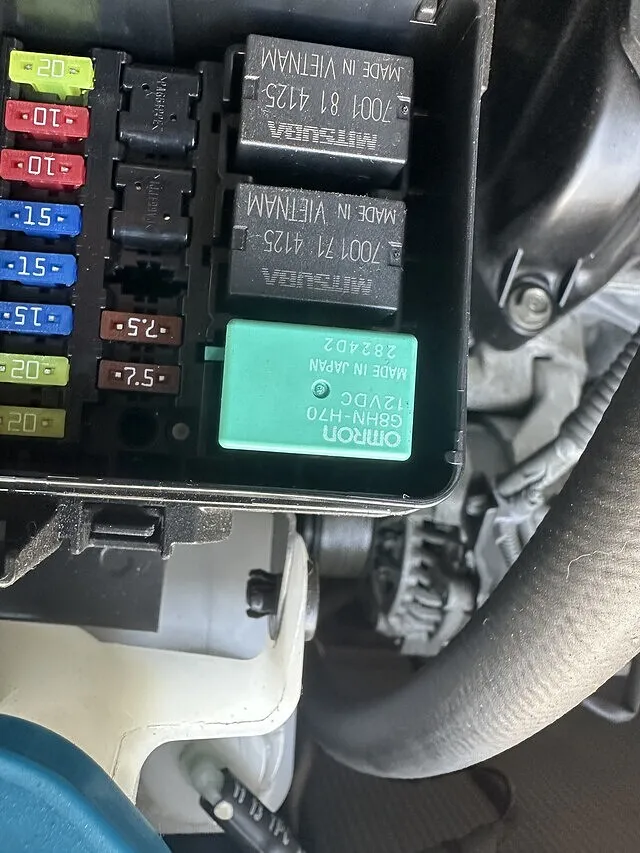 20
10
10
15
15
15
20
20
7.5
7.5
MITSUBA
7001 81 4125
MADE IN VIETNAM
MITSUBA
7001 71 4125
MADE IN VIETNAM
OMRON
G8HN-H70
12VDC
MADE IN JAPAN
2824D2